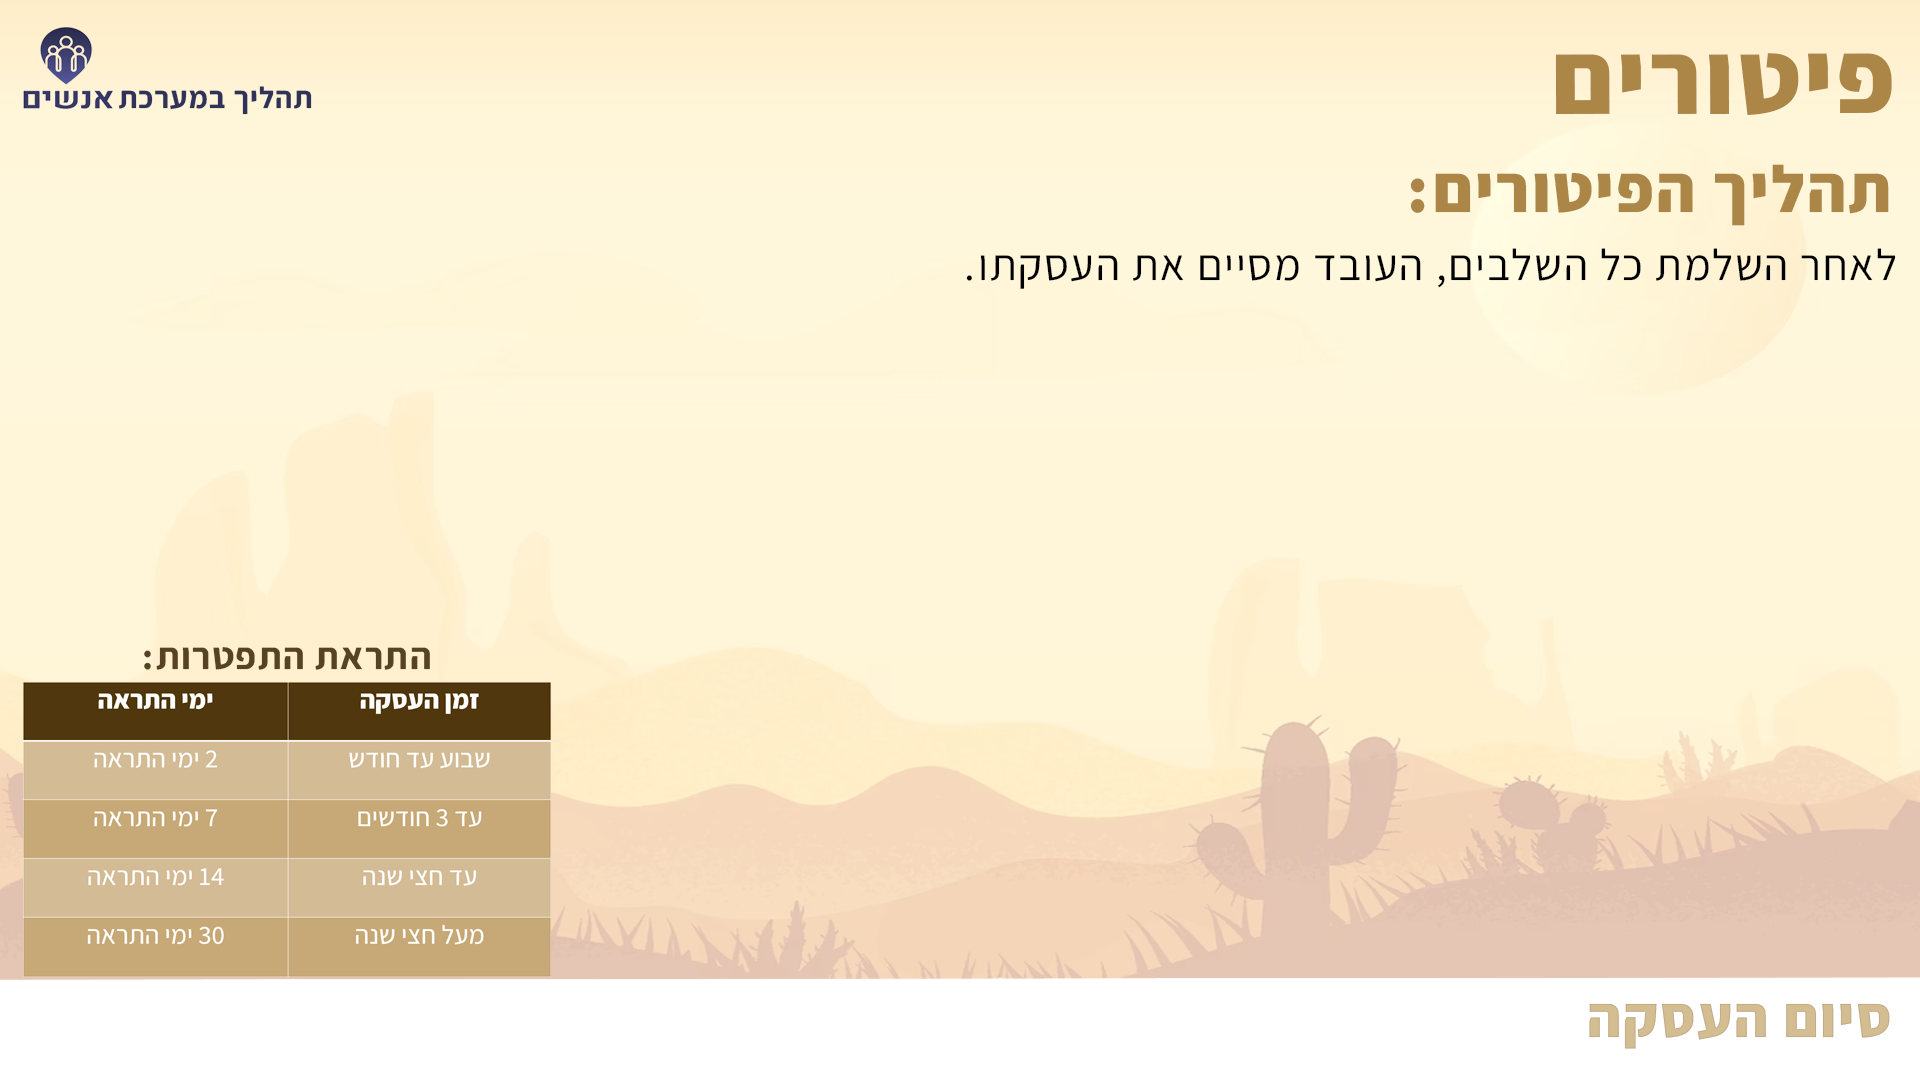 תהליך במערכת אנשים
פיטורים
תהליך הפיטורים:
לאחר השלמת כל השלבים, העובד מסיים את העסקתו.
התראת התפטרות:
זמן העסקה ימי התראה
שבוע עד חודש 2 ימי התראה
עד 3 חודשים 7 ימי התראה
עד חצי שנה 14 ימי התראה
מעל חצי שנה 30 ימי התראה
סיום העסקה